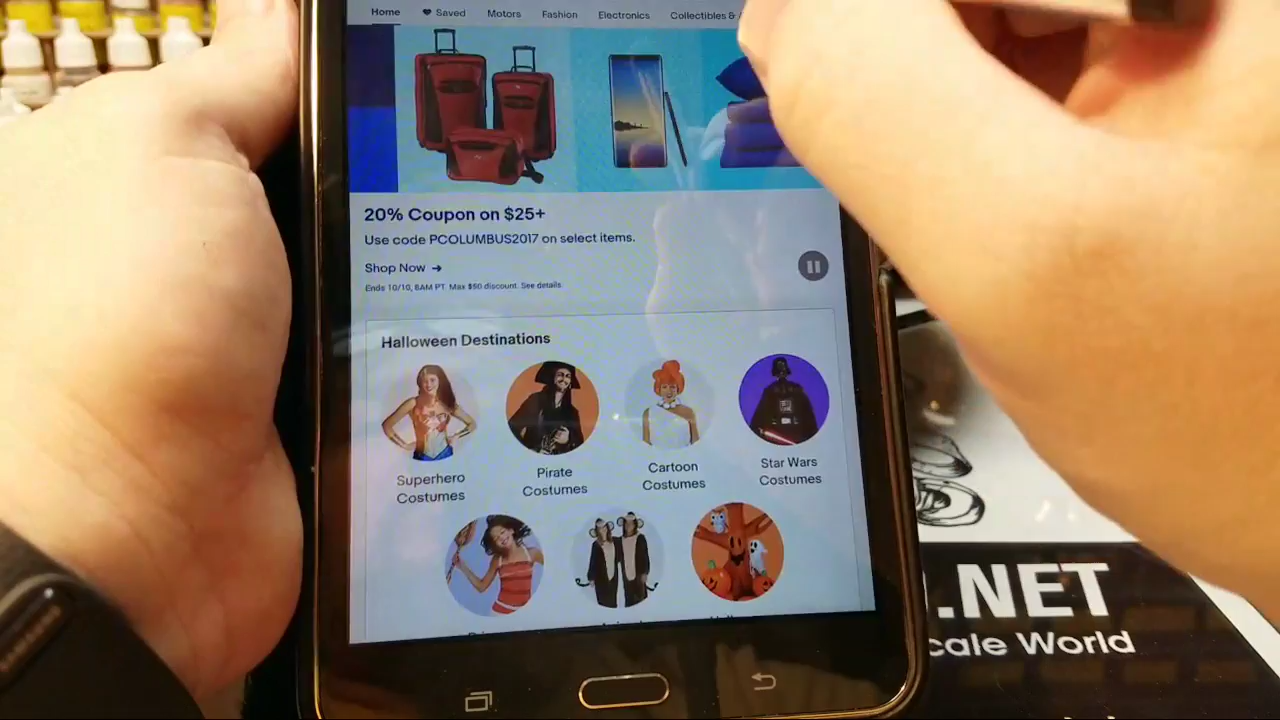 Home Saved Motors Fashion Electronics Collectibles &
20% Coupon on $25+
Use code PCOLUMBUS2017 on select items.
Shop Now →
Ends 10/10, 8AM PT. Max $50 discount. See details.
Halloween Destinations
Superhero Costumes
Pirate Costumes
Cartoon Costumes
Star Wars Costumes
.NET
cale World
SAMSUNG